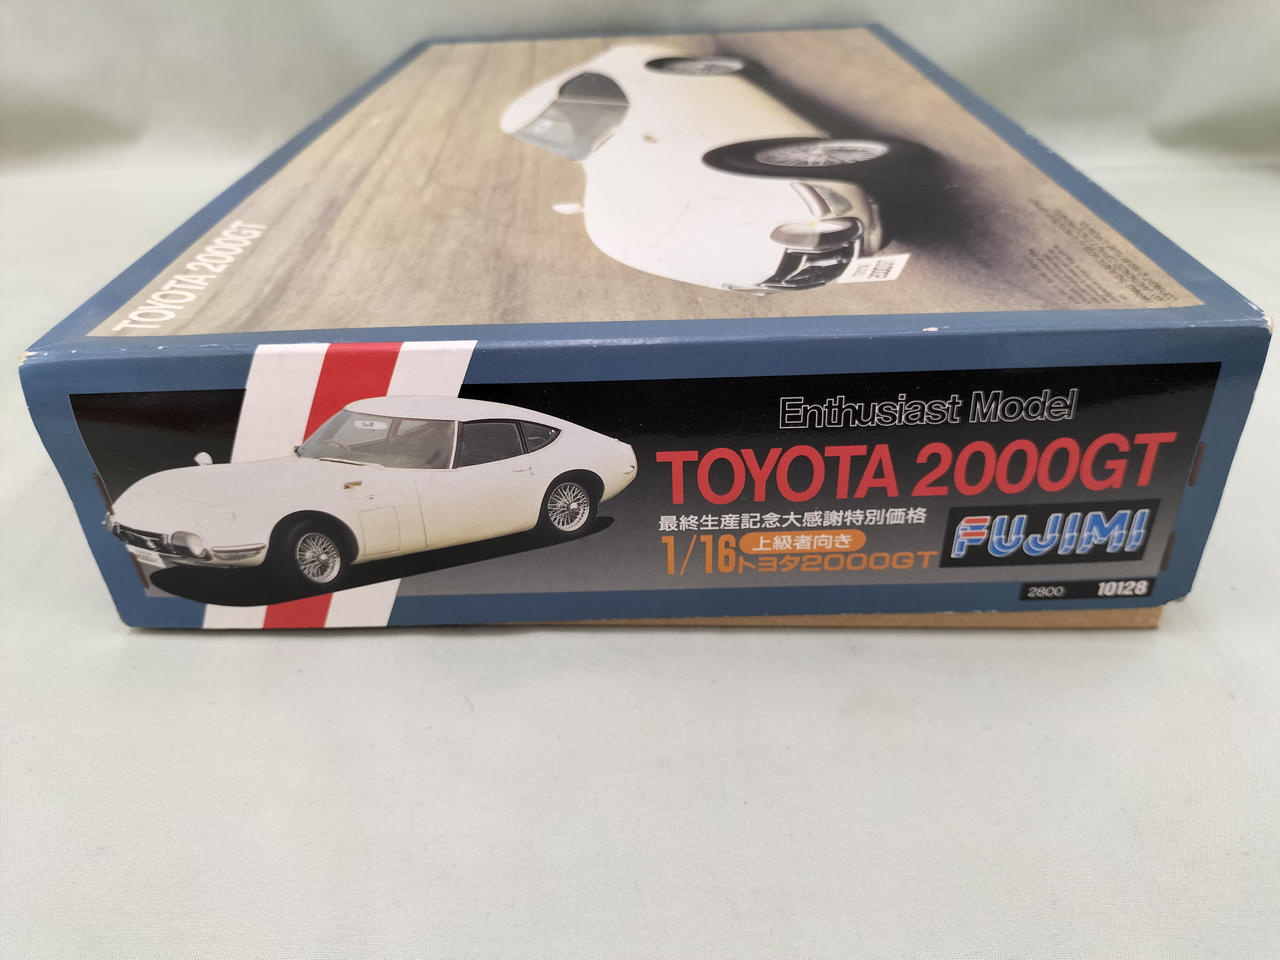 TOYOTA 2000GT
TOYOTA
2000GT
Enthusiast Model
TOYOTA 2000GT
最終生産記念大感謝特別価格
1/16 上級者向き
トヨタ2000GT
FUJIMI
2800 10128